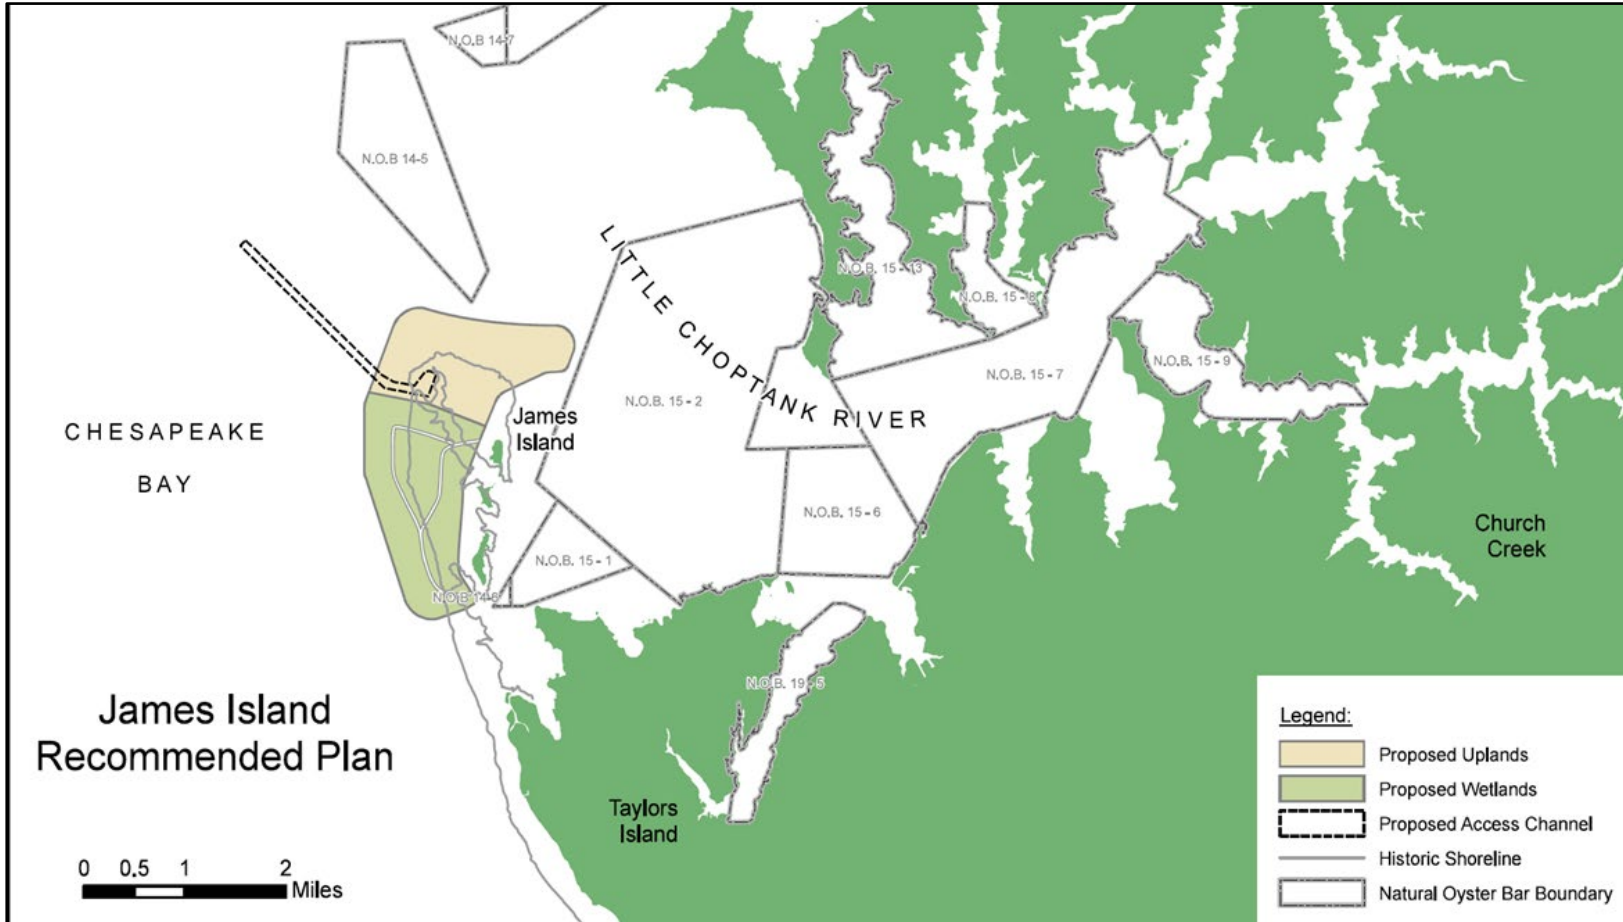 N.O.B 14-7
N.O.B 14-5
LITTLE CHOPTANK RIVER
N.O.B. 15 - 13
N.O.B. 15 - 8
N.O.B. 15 - 7
N.O.B. 15 - 9
N.O.B. 15 - 2
James
Island
CHESAPEAKE
BAY
N.O.B. 15 - 6
N.O.B. 15 - 1
Church
Creek
N.O.B. 19 - 5
James Island
Recommended Plan
Taylors
Island
0 0.5 1 2
Miles
Legend:
Proposed Uplands
Proposed Wetlands
Proposed Access Channel
Historic Shoreline
Natural Oyster Bar Boundary